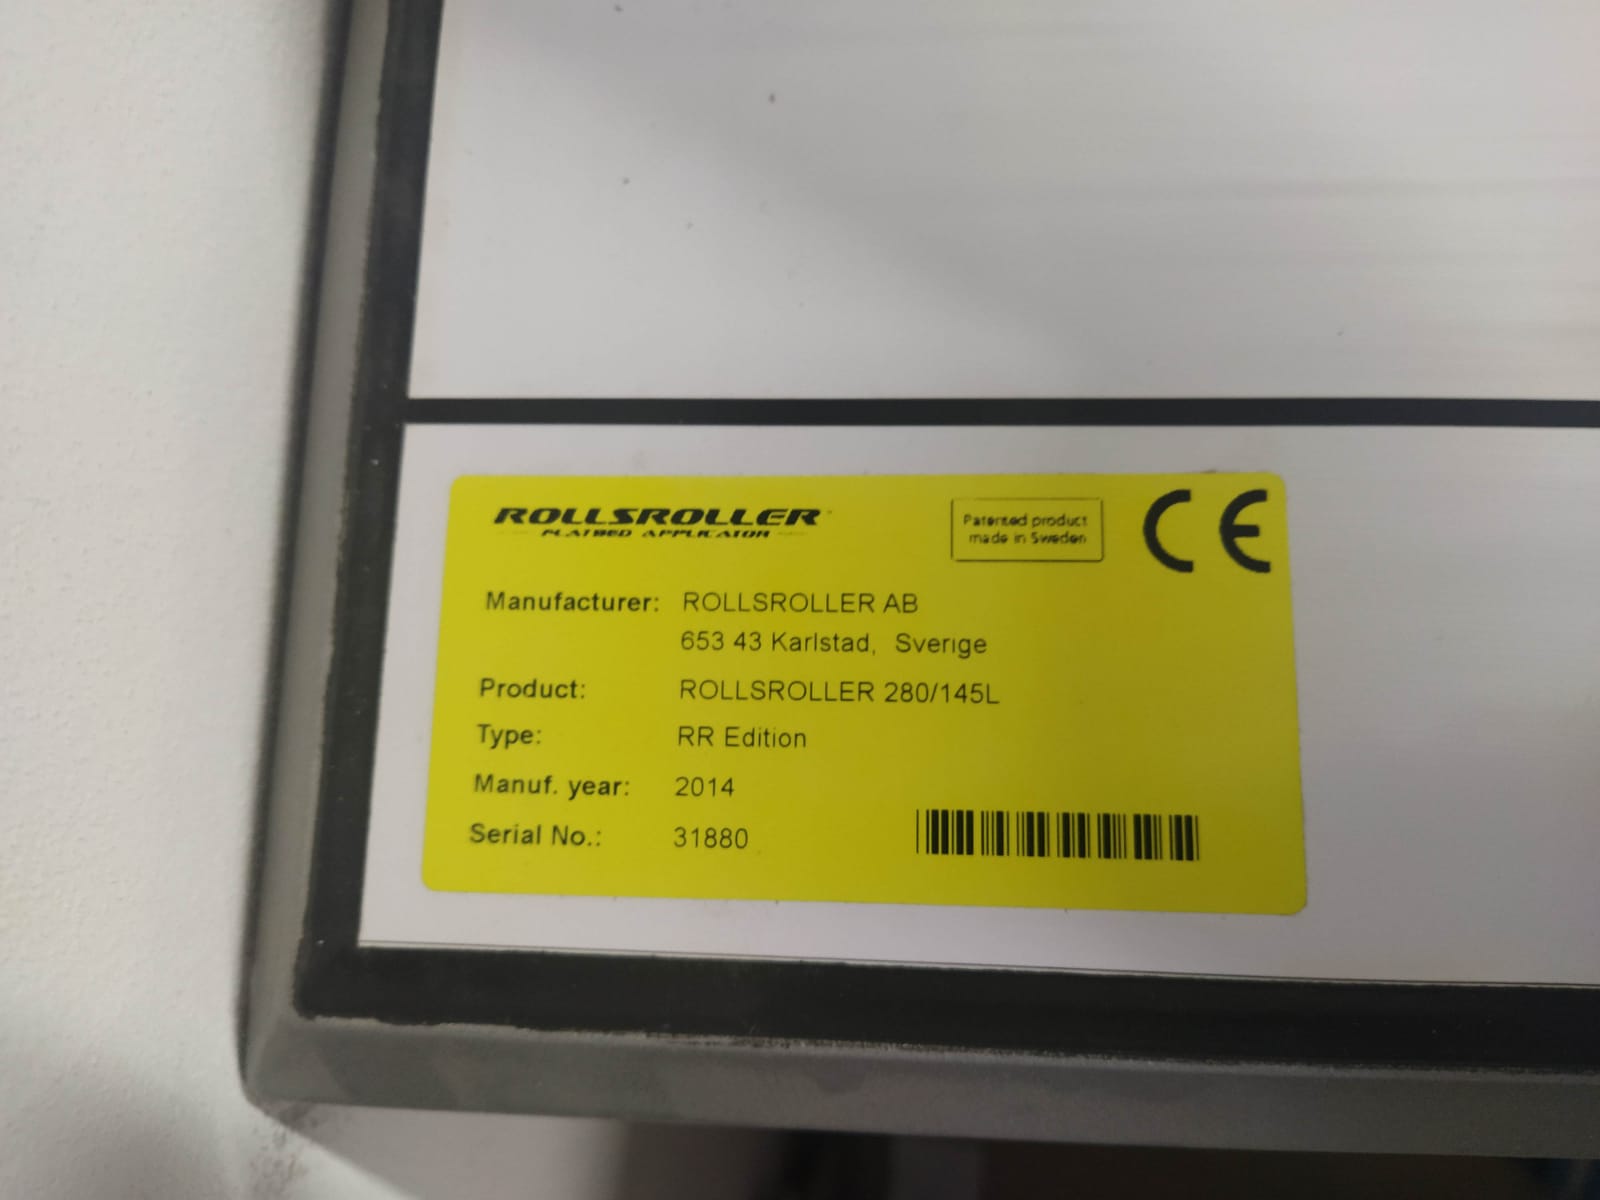 ROLLSROLLER
FLATBED APPLICATOR
Patented product
made in Sweden
CE
Manufacturer: ROLLSROLLER AB
653 43 Karlstad, Sverige
Product: ROLLSROLLER 280/145L
Type: RR Edition
Manuf. year: 2014
Serial No.: 31880